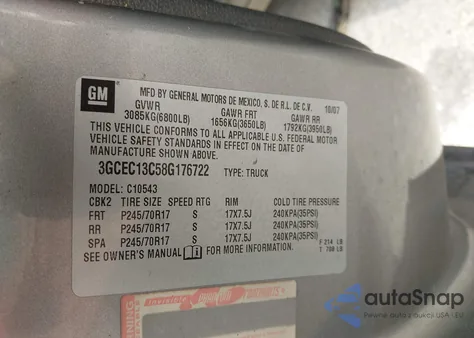 GM
MFD BY GENERAL MOTORS DE MEXICO, S. DE R.L. DE C.V.
GVWR GAWR FRT GAWR RR 10/07
3085KG(6800LB) 1656KG(3650LB) 1792KG(3950LB)
THIS VEHICLE CONFORMS TO ALL APPLICABLE U.S. FEDERAL MOTOR
VEHICLE SAFETY STANDARDS IN EFFECT ON THE DATE OF
MANUFACTURE SHOWN ABOVE.
3GCEC13C58G176722 TYPE: TRUCK
MODEL: C10543
CBK2 TIRE SIZE SPEED RTG RIM COLD TIRE PRESSURE
FRT P245/70R17 S 17X7.5J 240KPA(35PSI)
RR P245/70R17 S 17X7.5J 240KPA(35PSI)
SPA P245/70R17 S 17X7.5J 240KPA(35PSI)
F 214 LB
T 768 LB
SEE OWNER'S MANUAL FOR MORE INFORMATION.
autoSnap